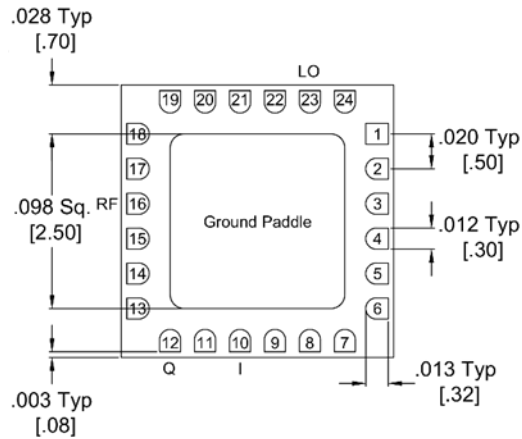 .028 Typ
[.70]
LO
19 20 21 22 23 24
18
1
.020 Typ
[.50]
17
2
.098 Sq.
[2.50]
RF 16
3
Ground Paddle
15
4
.012 Typ
[.30]
14
5
13
6
12 11 10 9 8 7
Q I
.013 Typ
[.32]
.003 Typ
[.08]